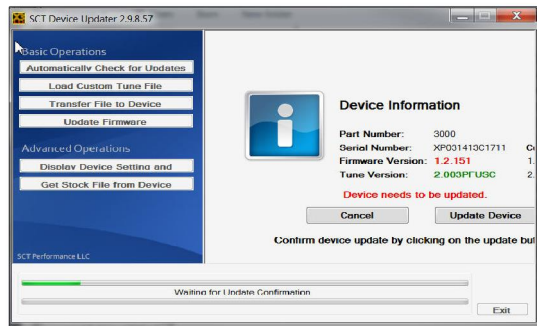 SCT Device Updater 2.9.8.57
Basic Operations
Automatically Check for Updates
Load Custom Tune File
Transfer File to Device
Update Firmware
Advanced Operations
Display Device Setting and
Get Stock File from Device
SCT Performance LLC
Device Information
Part Number: 3000
Serial Number: XP031413C1711
Firmware Version: 1.2.151 1.
Tune Version: 2.003PFUSC 2.
Device needs to be updated.
Cancel Update Device
Confirm device update by clicking on the update but
Waiting for Update Confirmation
Exit